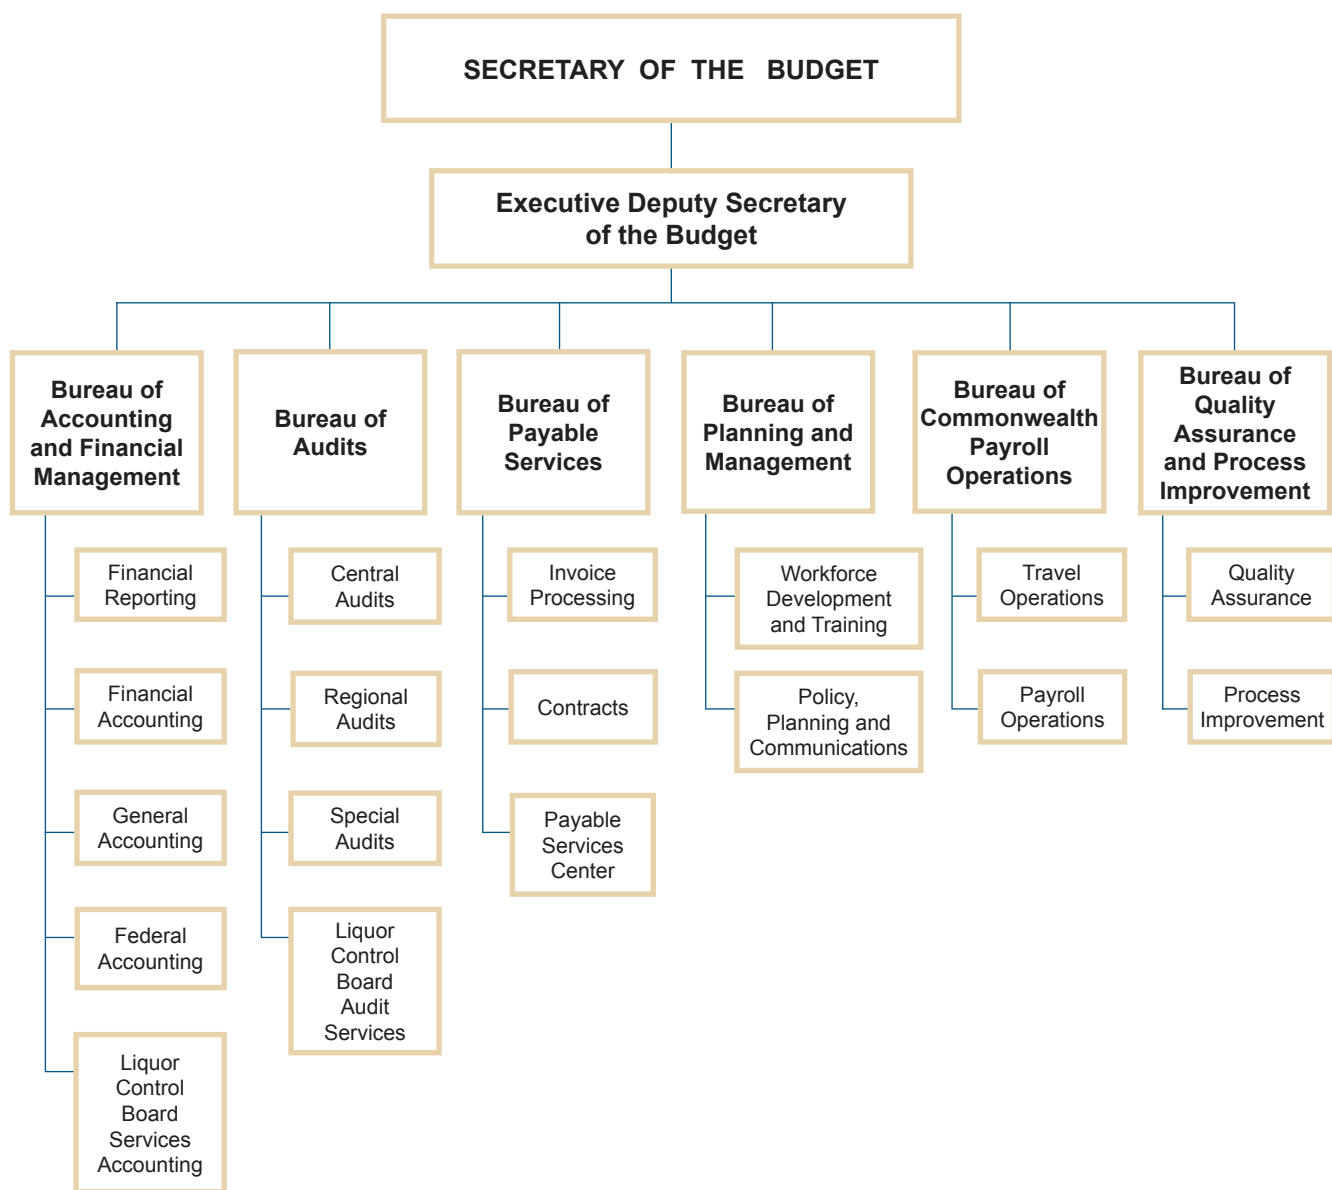 SECRETARY OF THE BUDGET
Executive Deputy Secretary
of the Budget
Bureau of
Accounting
and Financial
Management
Bureau of
Audits
Bureau of
Payable
Services
Bureau of
Planning and
Management
Bureau of
Commonwealth
Payroll
Operations
Bureau of
Quality
Assurance
and Process
Improvement
Financial
Reporting
Financial
Accounting
General
Accounting
Federal
Accounting
Liquor
Control
Board
Services
Accounting
Central
Audits
Regional
Audits
Special
Audits
Liquor
Control
Board
Audit
Services
Invoice
Processing
Contracts
Payable
Services
Center
Workforce
Development
and Training
Policy,
Planning and
Communications
Travel
Operations
Payroll
Operations
Quality
Assurance
Process
Improvement